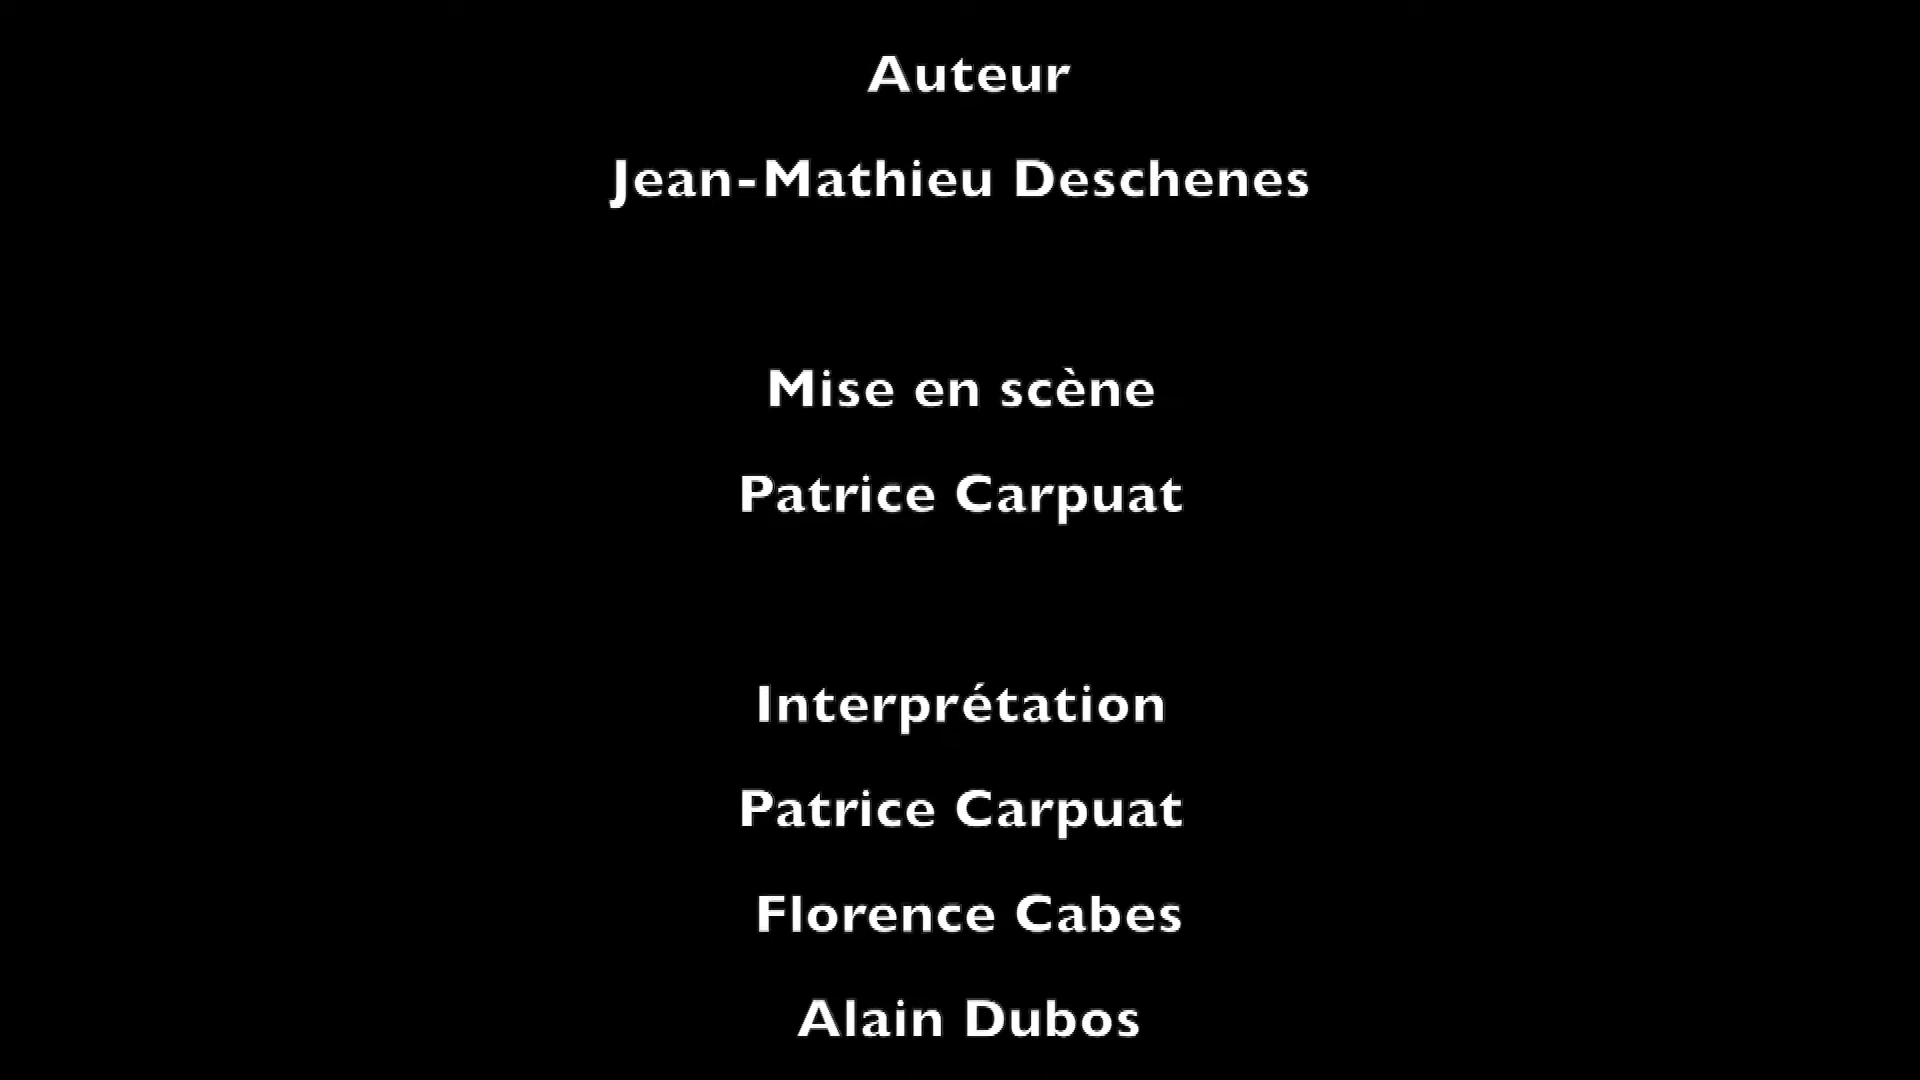 Auteur
Jean-Mathieu Deschenes
Mise en scène
Patrice Carpuat
Interprétation
Patrice Carpuat
Florence Cabes
Alain Dubos